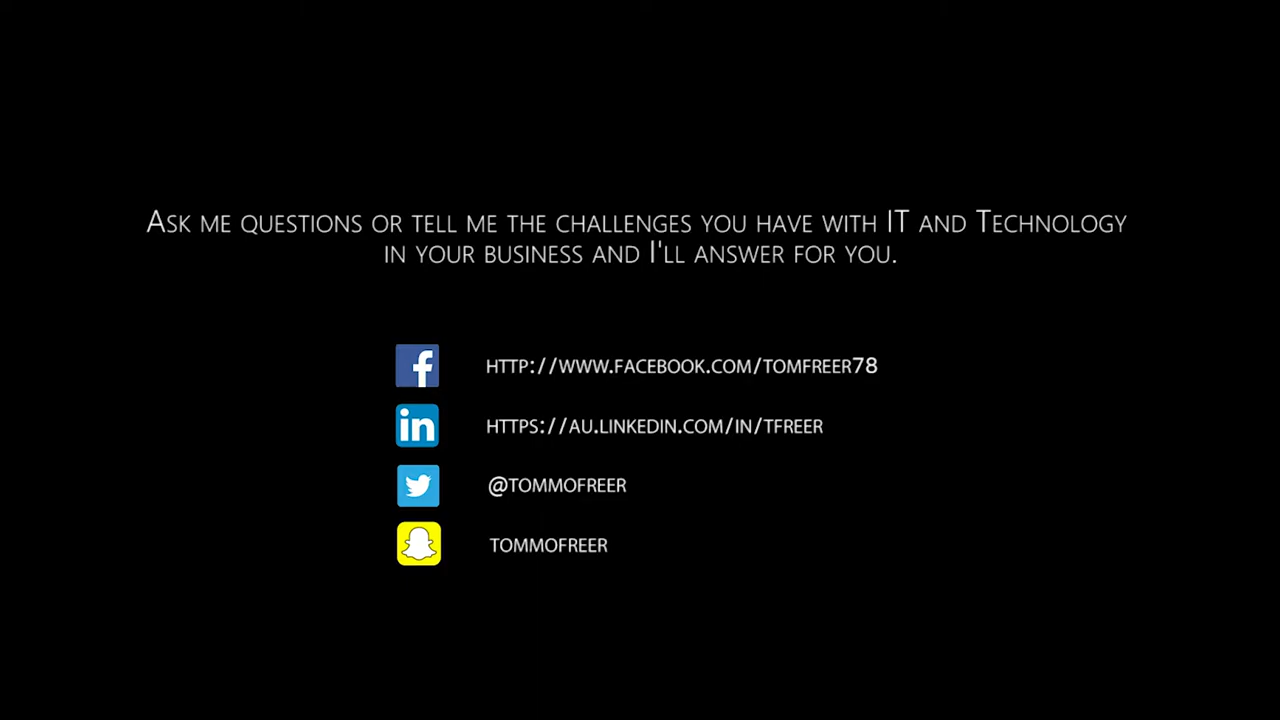 Ask me questions or tell me the challenges you have with IT and Technology
in your business and I'll answer for you.
HTTP://WWW.FACEBOOK.COM/TOMFREER78
HTTPS://AU.LINKEDIN.COM/IN/TFREER
@TOMMOFREER
TOMMOFREER